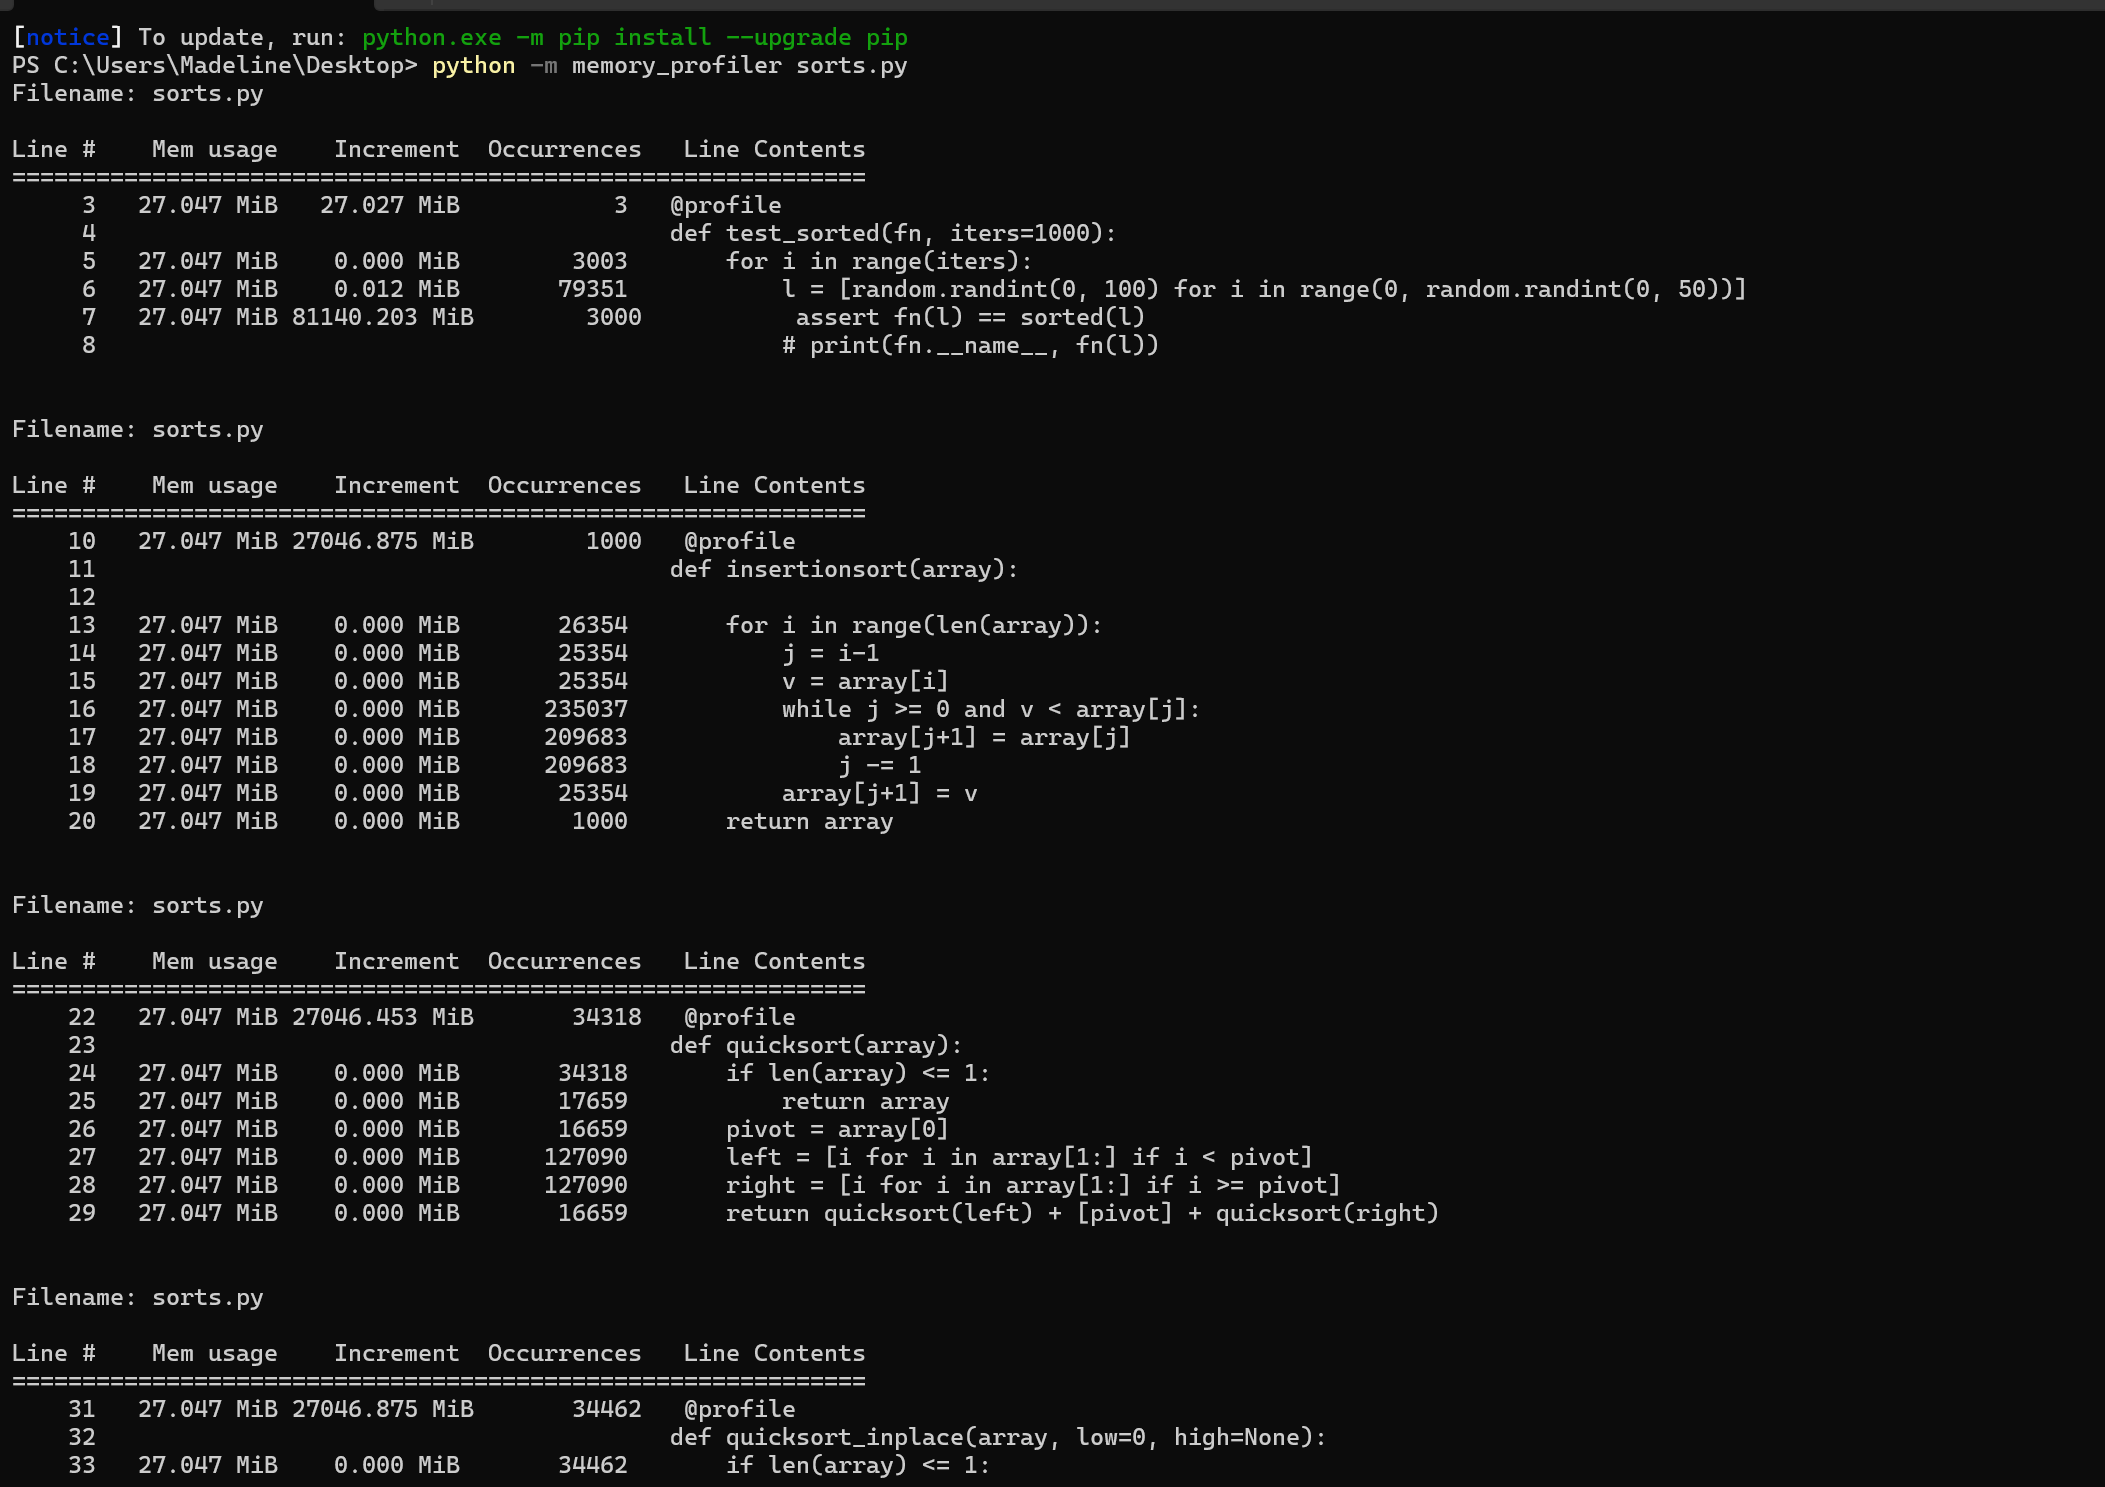 [notice] To update, run: python.exe -m pip install --upgrade pip
PS C:\Users\Madeline\Desktop> python -m memory_profiler sorts.py
Filename: sorts.py

Line #    Mem usage    Increment  Occurrences   Line Contents
=============================================================
     3   27.047 MiB   27.027 MiB           3   @profile
     4                                         def test_sorted(fn, iters=1000):
     5   27.047 MiB    0.000 MiB        3003       for i in range(iters):
     6   27.047 MiB    0.012 MiB       79351           l = [random.randint(0, 100) for i in range(0, random.randint(0, 50))]
     7   27.047 MiB 81140.203 MiB        3000           assert fn(l) == sorted(l)
     8                                                 # print(fn.__name__, fn(l))

Filename: sorts.py

Line #    Mem usage    Increment  Occurrences   Line Contents
=============================================================
    10   27.047 MiB 27046.875 MiB        1000   @profile
    11                                         def insertionsort(array):
    12
    13   27.047 MiB    0.000 MiB       26354       for i in range(len(array)):
    14   27.047 MiB    0.000 MiB       25354           j = i-1
    15   27.047 MiB    0.000 MiB       25354           v = array[i]
    16   27.047 MiB    0.000 MiB      235037           while j >= 0 and v < array[j]:
    17   27.047 MiB    0.000 MiB      209683               array[j+1] = array[j]
    18   27.047 MiB    0.000 MiB      209683               j -= 1
    19   27.047 MiB    0.000 MiB       25354           array[j+1] = v
    20   27.047 MiB    0.000 MiB        1000       return array

Filename: sorts.py

Line #    Mem usage    Increment  Occurrences   Line Contents
=============================================================
    22   27.047 MiB 27046.453 MiB       34318   @profile
    23                                         def quicksort(array):
    24   27.047 MiB    0.000 MiB       34318       if len(array) <= 1:
    25   27.047 MiB    0.000 MiB       17659           return array
    26   27.047 MiB    0.000 MiB       16659       pivot = array[0]
    27   27.047 MiB    0.000 MiB      127090       left = [i for i in array[1:] if i < pivot]
    28   27.047 MiB    0.000 MiB      127090       right = [i for i in array[1:] if i >= pivot]
    29   27.047 MiB    0.000 MiB       16659       return quicksort(left) + [pivot] + quicksort(right)

Filename: sorts.py

Line #    Mem usage    Increment  Occurrences   Line Contents
=============================================================
    31   27.047 MiB 27046.875 MiB       34462   @profile
    32                                         def quicksort_inplace(array, low=0, high=None):
    33   27.047 MiB    0.000 MiB       34462       if len(array) <= 1: